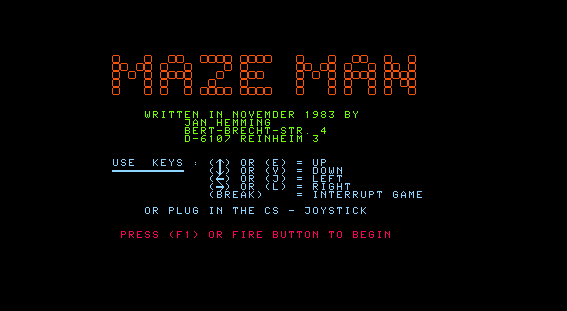 MAZE MAN
WRITTEN IN NOVEMBER 1983 BY
JAN HEMMING
BERT-BRECHT-STR. 4
D-6107 REINHEIM 3
USE KEYS : (↑) OR (E) = UP
(↓) OR (V) = DOWN
(←) OR (J) = LEFT
(→) OR (L) = RIGHT
(BREAK) = INTERRUPT GAME
OR PLUG IN THE CS - JOYSTICK
PRESS (F1) OR FIRE BUTTON TO BEGIN